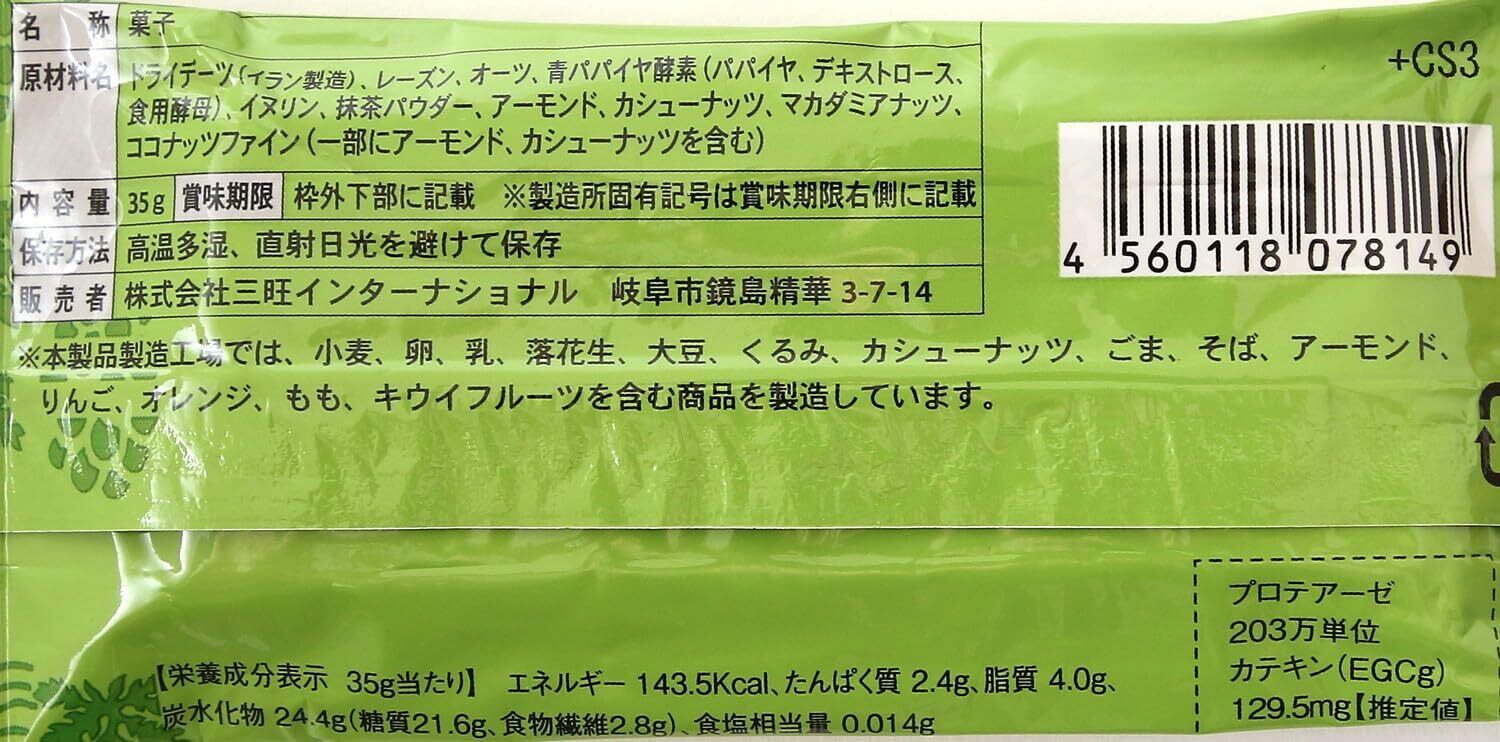 名称 菓子
原材料名 ドライデーツ(イラン製造)、レーズン、オーツ、青パパイヤ酵素(パパイヤ、デキストロース、
食用酵母)、イヌリン、抹茶パウダー、アーモンド、カシューナッツ、マカダミアナッツ、
ココナッツファイン(一部にアーモンド、カシューナッツを含む)
内容量 35g 賞味期限 枠外下部に記載 ※製造所固有記号は賞味期限右側に記載
保存方法 高温多湿、直射日光を避けて保存
販売者 株式会社三旺インターナショナル 岐阜市鏡島精華 3-7-14
+CS3
4 560118 078149
※本製品製造工場では、小麦、卵、乳、落花生、大豆、くるみ、カシューナッツ、ごま、そば、アーモンド、
りんご、オレンジ、もも、キウイフルーツを含む商品を製造しています。
【栄養成分表示 35g当たり】 エネルギー 143.5Kcal、たんぱく質 2.4g、脂質 4.0g、
炭水化物 24.4g(糖質21.6g、食物繊維2.8g)、食塩相当量 0.014g
プロテアーゼ
203万単位
カテキン(EGCg)
129.5mg【推定値】